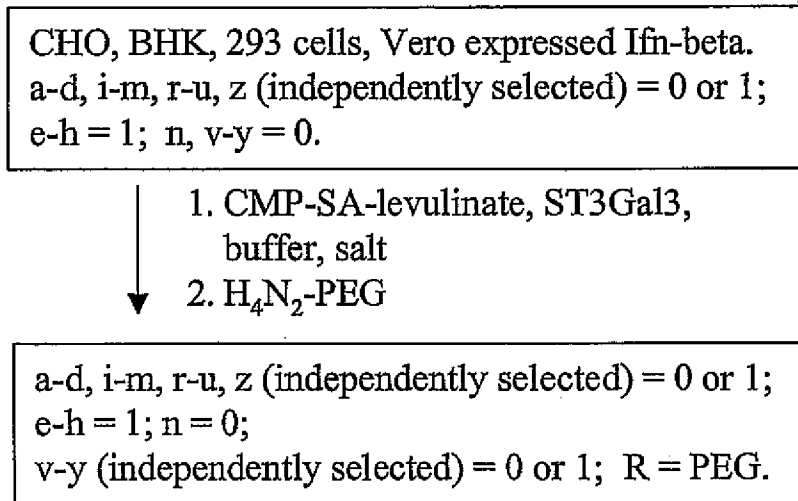 CHO, BHK, 293 cells, Vero expressed Ifn-beta.
a-d, i-m, r-u, z (independently selected) = 0 or 1;
e-h = 1; n, v-y = 0.
1. CMP-SA-levulinate, ST3Gal3,
buffer, salt
2. H₄N₂-PEG
a-d, i-m, r-u, z (independently selected) = 0 or 1;
e-h = 1; n = 0;
v-y (independently selected) = 0 or 1; R = PEG.